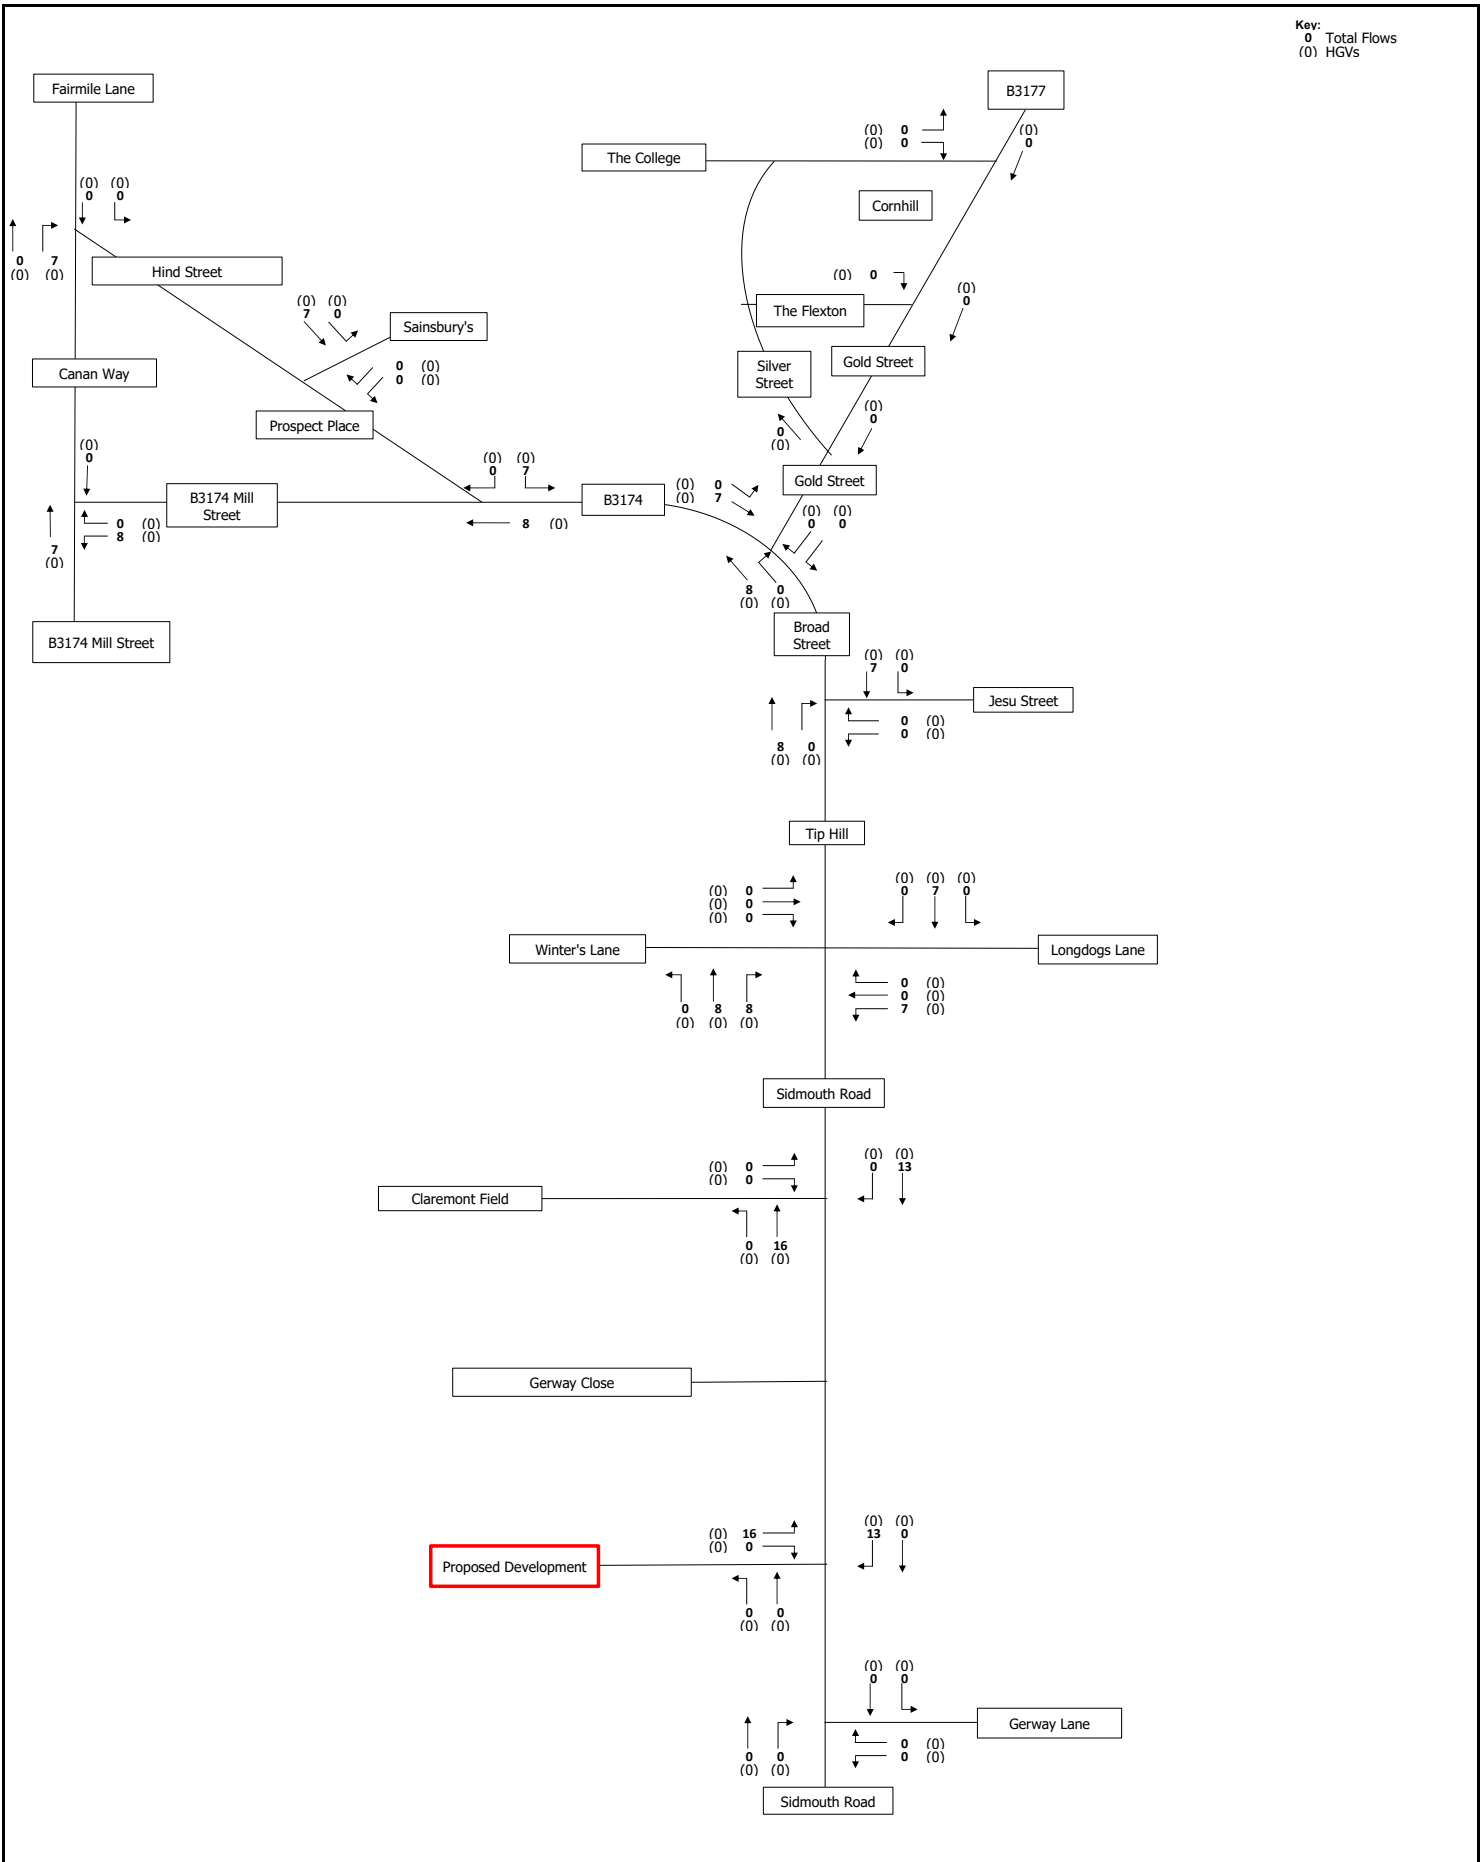 Key:
0 Total Flows
(0) HGVs
Fairmile Lane
B3177
(0) 0
(0) 0
(0)
0
The College
Cornhill
(0) (0)
0 0
0 7
(0) (0)
Hind Street
(0) 0
(0)
0
The Flexton
(0) (0)
7 0
Sainsbury's
Gold Street
Silver
Street
0 (0)
0 (0)
Canan Way
Prospect Place
(0)
0
0
(0)
(0)
0
(0) (0)
0 7
Gold Street
B3174 Mill
Street
B3174
(0) 0
(0) 7
0 (0)
8 (0)
8 (0)
(0) (0)
0 0
7
(0)
8 0
(0) (0)
B3174 Mill Street
Broad
Street
(0) (0)
7 0
Jesu Street
0 (0)
0 (0)
8 0
(0) (0)
Tip Hill
(0) 0
(0) 0
(0) 0
(0) (0) (0)
0 7 0
Winter's Lane
Longdogs Lane
0 (0)
0 (0)
7 (0)
0 8 8
(0) (0) (0)
Sidmouth Road
(0) 0
(0) 0
(0) (0)
0 13
Claremont Field
0 16
(0) (0)
Gerway Close
(0) 16
(0) 0
(0) (0)
13 0
Proposed Development
0 0
(0) (0)
(0) (0)
0 0
Gerway Lane
0 (0)
0 (0)
0 0
(0) (0)
Sidmouth Road